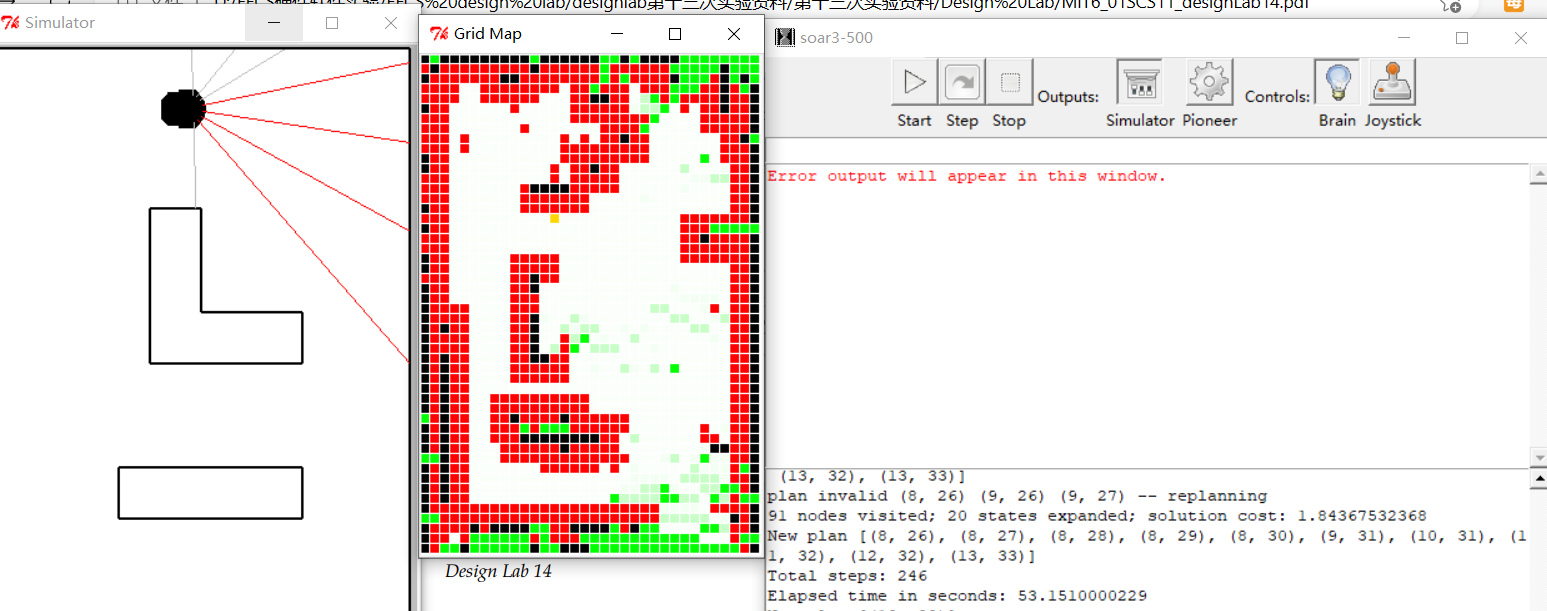 design%20lab/designlab第十三次实验资料/第十三次实验资料/Design%20Lab/MIT6_01SCS11_designLab14.pdf
Simulator
Grid Map
soar3-500
Start
Step
Stop
Outputs:
Simulator
Pioneer
Controls:
Brain
Joystick
Error output will appear in this window.
(13, 32), (13, 33)]
plan invalid (8, 26) (9, 26) (9, 27) -- replanning
91 nodes visited; 20 states expanded; solution cost: 1.84367532368
New plan [(8, 26), (8, 27), (8, 28), (8, 29), (8, 30), (9, 31), (10, 31), (1
1, 32), (12, 32), (13, 33)]
Total steps: 246
Elapsed time in seconds: 53.1510000229
Design Lab 14